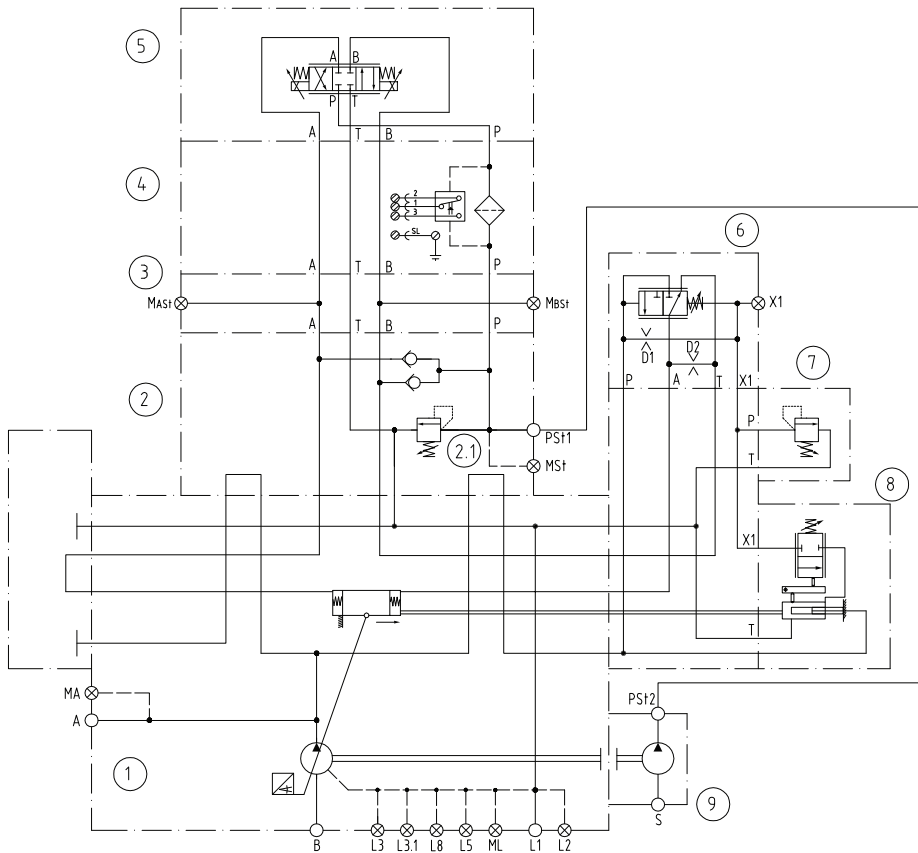 5
A B
P T
A T B P
4
2
1
3
SL
6
3
A T B P
MASt
MBSt
X1
A T B P
D1 D2
2
P A T X1
7
2.1
PSt1
P
MSt
T
8
X1
T
MA
PSt2
A
1
9
B L3 L3.1 L8 L5 ML L1 L2
S